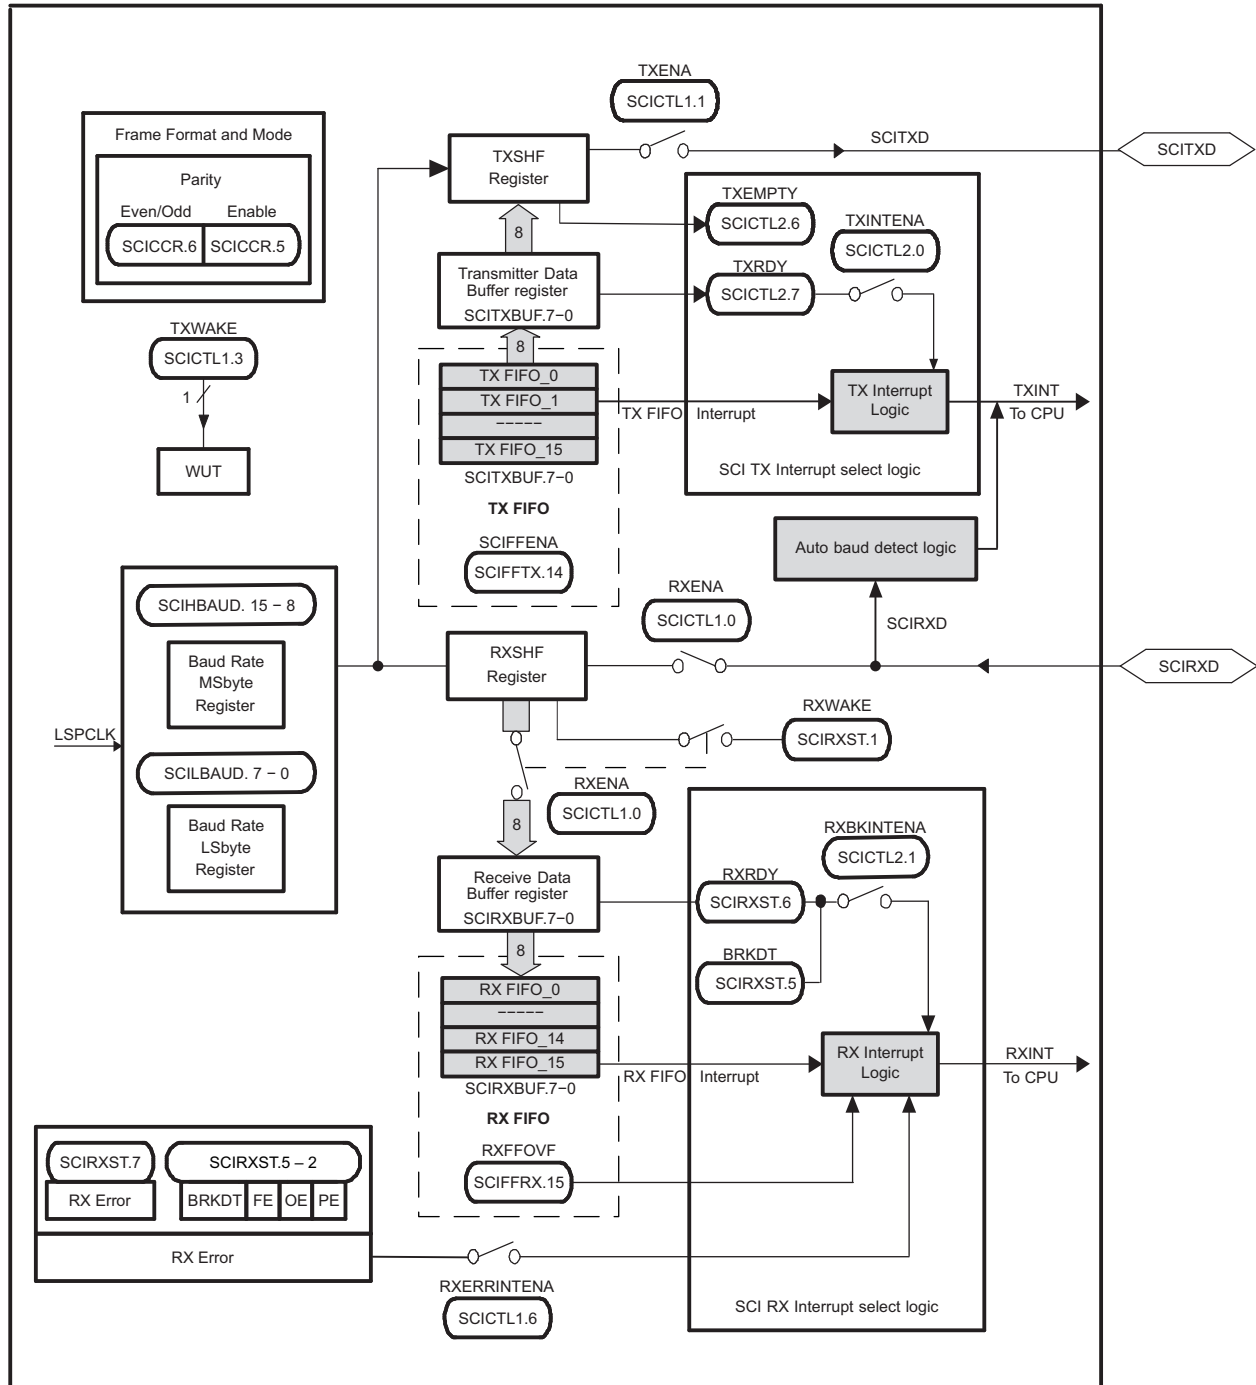 TXENA
SCICTL1.1
Frame Format and Mode
Parity
Even/Odd Enable
SCICCR.6 SCICCR.5
TXSHF
Register
SCITXD
SCITXD
TXEMPTY
SCICTL2.6
TXINTENA
SCICTL2.0
8
Transmitter Data
Buffer register
SCITXBUF.7−0
TXRDY
SCICTL2.7
TXWAKE
SCICTL1.3
1
WUT
8
TX FIFO_0
TX FIFO_1
−−−−−
TX FIFO_15
SCITXBUF.7−0
TX FIFO
SCIFFENA
SCIFFTX.14
TX FIFO Interrupt
TX Interrupt
Logic
TXINT
To CPU
SCI TX Interrupt select logic
Auto baud detect logic
SCIRXD
RXENA
SCICTL1.0
SCIHBAUD. 15 − 8
Baud Rate
MSbyte
Register
LSPCLK
SCILBAUD. 7 − 0
Baud Rate
LSbyte
Register
RXSHF
Register
SCIRXD
RXWAKE
SCIRXST.1
RXENA
SCICTL1.0
8
Receive Data
Buffer register
SCIRXBUF.7−0
RXBKINTENA
SCICTL2.1
RXRDY
SCIRXST.6
BRKDT
SCIRXST.5
8
RX FIFO_0
−−−−−
RX FIFO_14
RX FIFO_15
SCIRXBUF.7−0
RX FIFO
RXFFOVF
SCIFFRX.15
RX FIFO Interrupt
RX Interrupt
Logic
RXINT
To CPU
SCIRXST.7 SCIRXST.5 – 2
RX Error BRKDT FE OE PE
RX Error
RXERRINTENA
SCICTL1.6
SCI RX Interrupt select logic